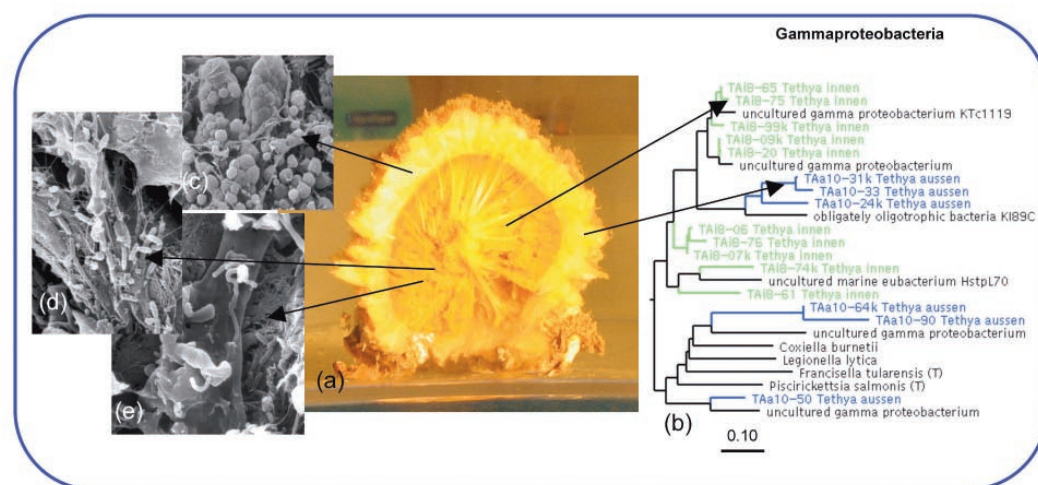 Gammaproteobacteria
TAi8-65 Tethya innen
TAi8-75 Tethya innen
uncultured gamma proteobacterium KTc1119
TAi8-99k Tethya innen
TAi8-09k Tethya innen
TAi8-20 Tethya innen
uncultured gamma proteobacterium
TAa10-31k Tethya aussen
TAa10-33 Tethya aussen
TAa10-24k Tethya aussen
obligately oligotrophic bacteria KI89C
TAi8-06 Tethya innen
TAi8-76 Tethya innen
TAi8-07k Tethya innen
TAi8-74k Tethya innen
uncultured marine eubacterium HstpL70
TAi8-61 Tethya innen
TAa10-64k Tethya aussen
TAa10-90 Tethya aussen
uncultured gamma proteobacterium
Coxiella burnetii
Legionella lytica
Francisella tularensis (T)
Piscirickettsia salmonis (T)
TAa10-50 Tethya aussen
uncultured gamma proteobacterium
(c)
(d)
(e)
(a)
(b)
0.10